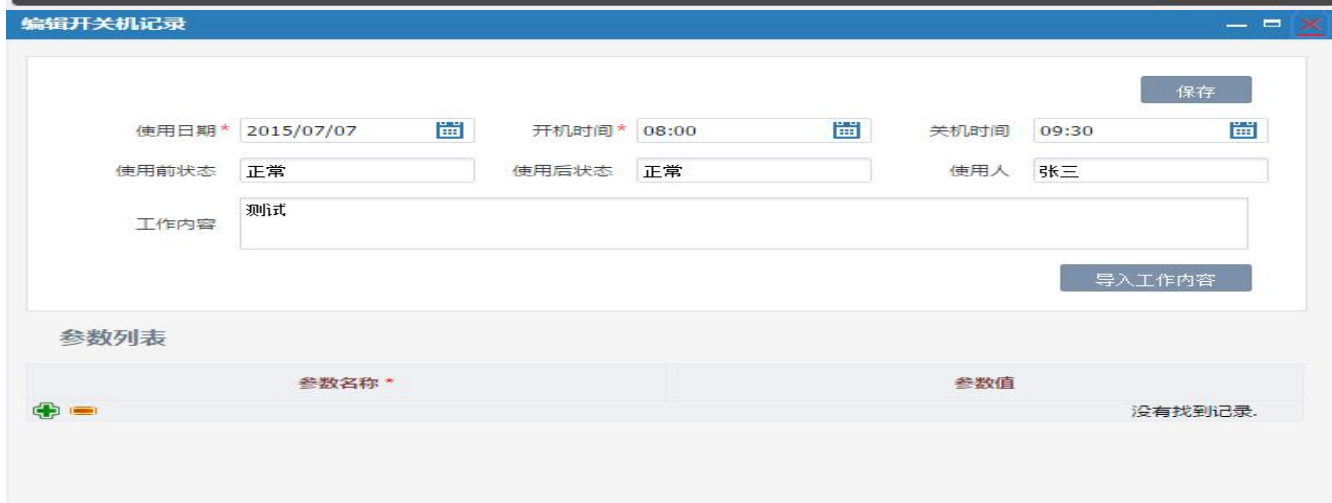 编辑开关机记录
保存
使用日期* 2015/07/07 开机时间* 08:00 关机时间 09:30
使用前状态 正常 使用后状态 正常 使用人 张三
工作内容 测试
导入工作内容
参数列表
参数名称* 参数值
没有找到记录.